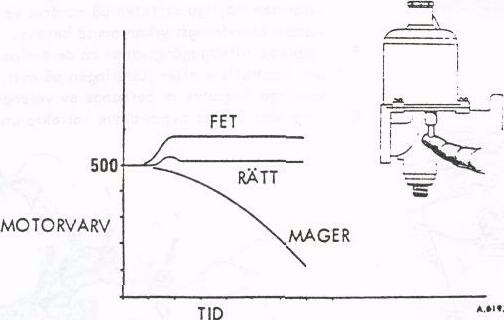 FET
500
RÄTT
MOTORVARV
MAGER
TID